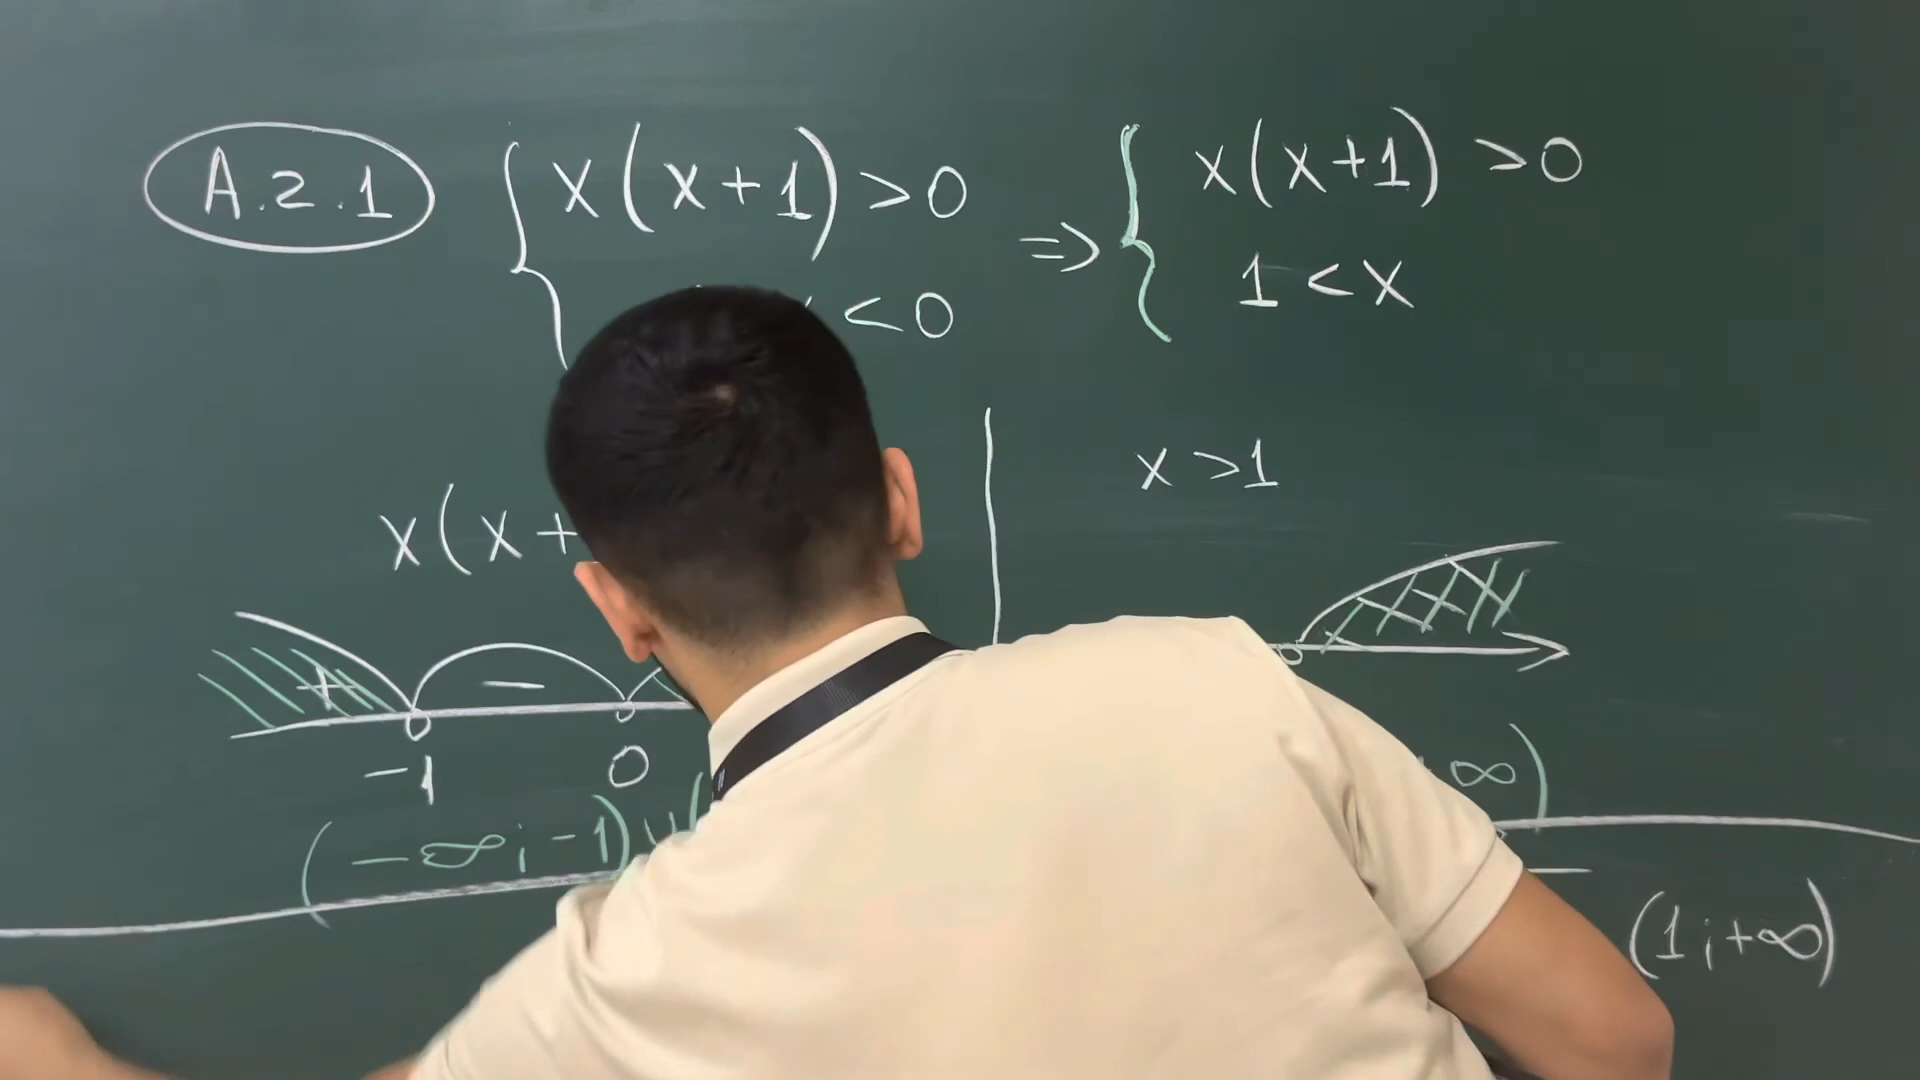 A.2.1
x(x+1)>0
<0
=> x(x+1) >0
1 < x
x(x+
x >1
+ −
-1 0
(-∞; -1) U (
∞)
(1; +∞)